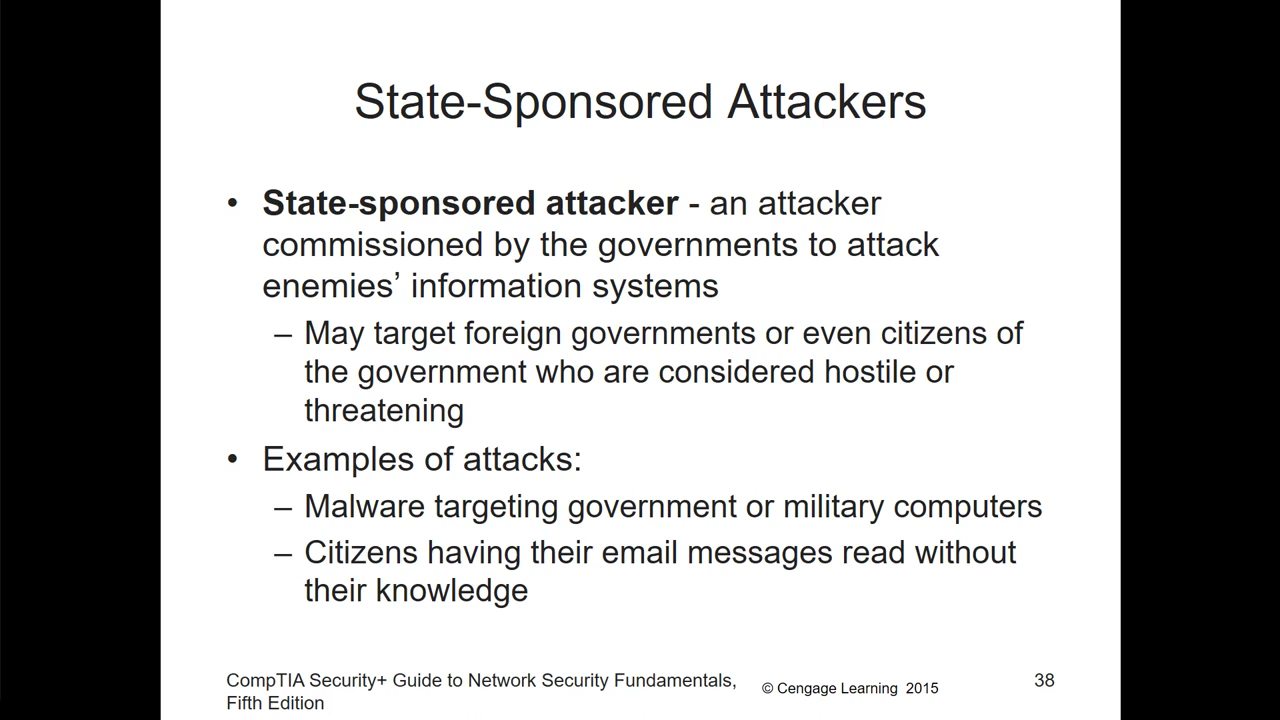 State-Sponsored Attackers
• State-sponsored attacker - an attacker
commissioned by the governments to attack
enemies’ information systems
– May target foreign governments or even citizens of
the government who are considered hostile or
threatening
• Examples of attacks:
– Malware targeting government or military computers
– Citizens having their email messages read without
their knowledge
CompTIA Security+ Guide to Network Security Fundamentals,
Fifth Edition
© Cengage Learning 2015
38